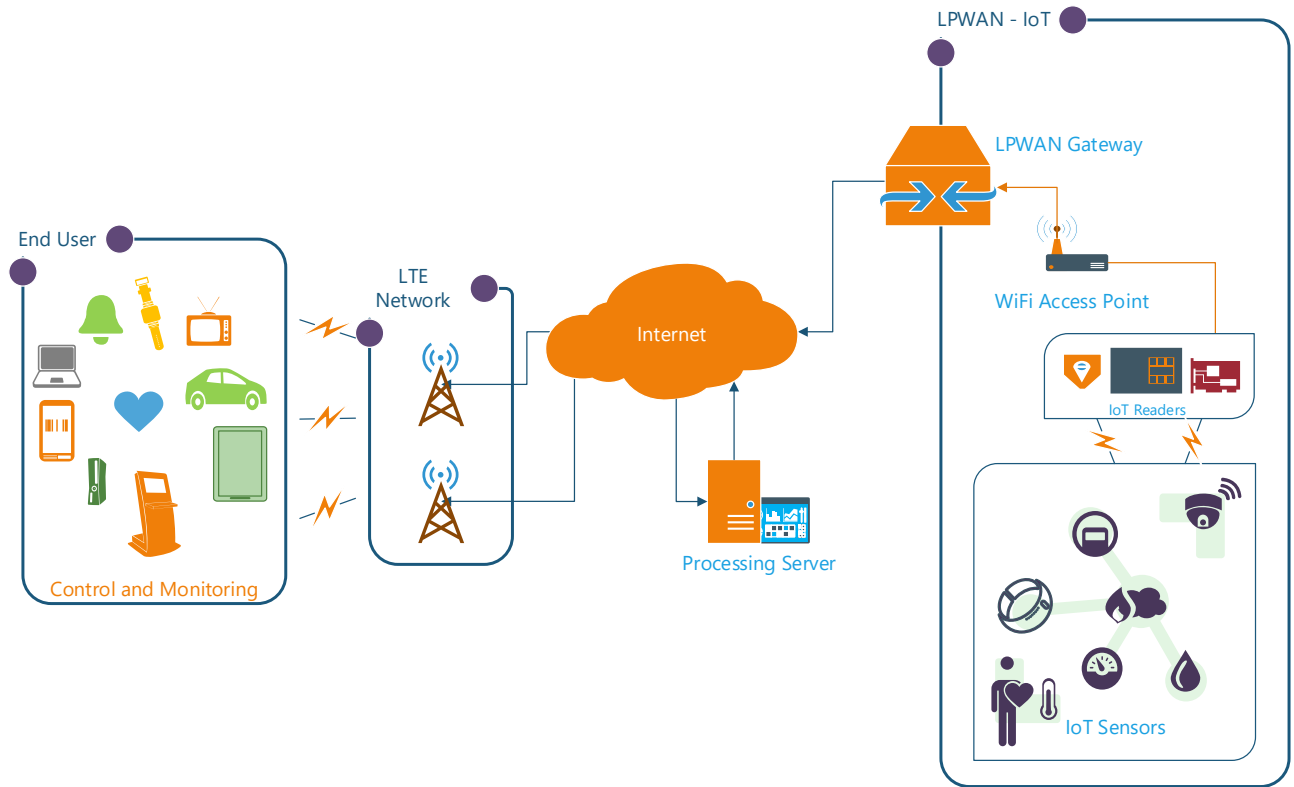 LPWAN - IoT
LPWAN Gateway
End User
LTE
Network
WiFi Access Point
Internet
IoT Readers
Processing Server
Control and Monitoring
IoT Sensors